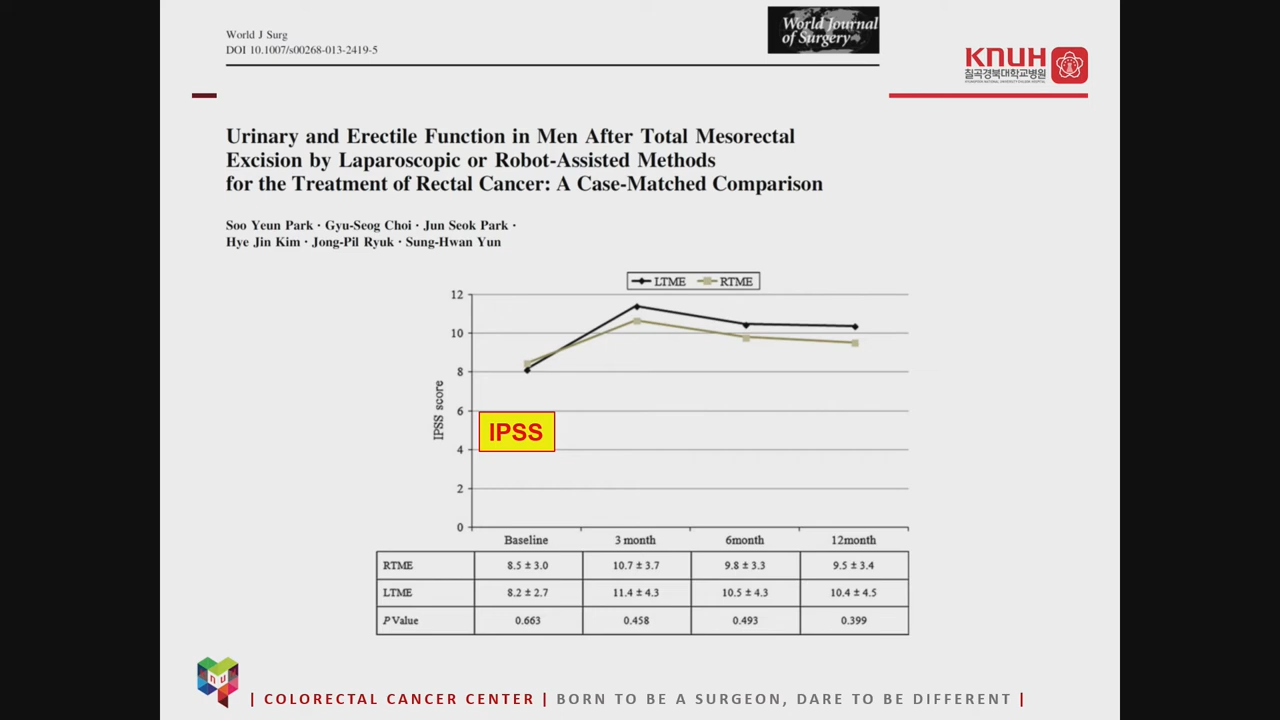 World J Surg
DOI 10.1007/s00268-013-2419-5
World Journal
of Surgery
KNUH
칠곡경북대학교병원
Urinary and Erectile Function in Men After Total Mesorectal
Excision by Laparoscopic or Robot-Assisted Methods
for the Treatment of Rectal Cancer: A Case-Matched Comparison
Soo Yeun Park · Gyu-Seog Choi · Jun Seok Park ·
Hye Jin Kim · Jong-Pil Ryuk · Sung-Hwan Yun
LTME RTME
12
10
8
6
4
2
0
IPSS score
IPSS
Baseline 3 month 6month 12month
RTME 8.5 ± 3.0 10.7 ± 3.7 9.8 ± 3.3 9.5 ± 3.4
LTME 8.2 ± 2.7 11.4 ± 4.3 10.5 ± 4.3 10.4 ± 4.5
P Value 0.663 0.458 0.493 0.399
| COLORECTAL CANCER CENTER | BORN TO BE A SURGEON, DARE TO BE DIFFERENT |